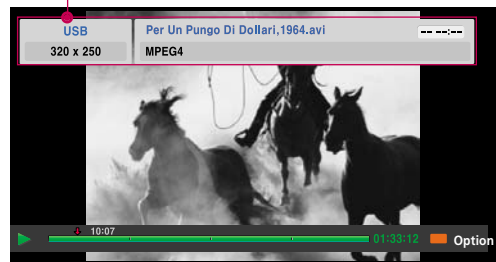 USB
Per Un Pungo Di Dollari,1964.avi
-- --:--
320 x 250
MPEG4
10:07
01:33:12
Option